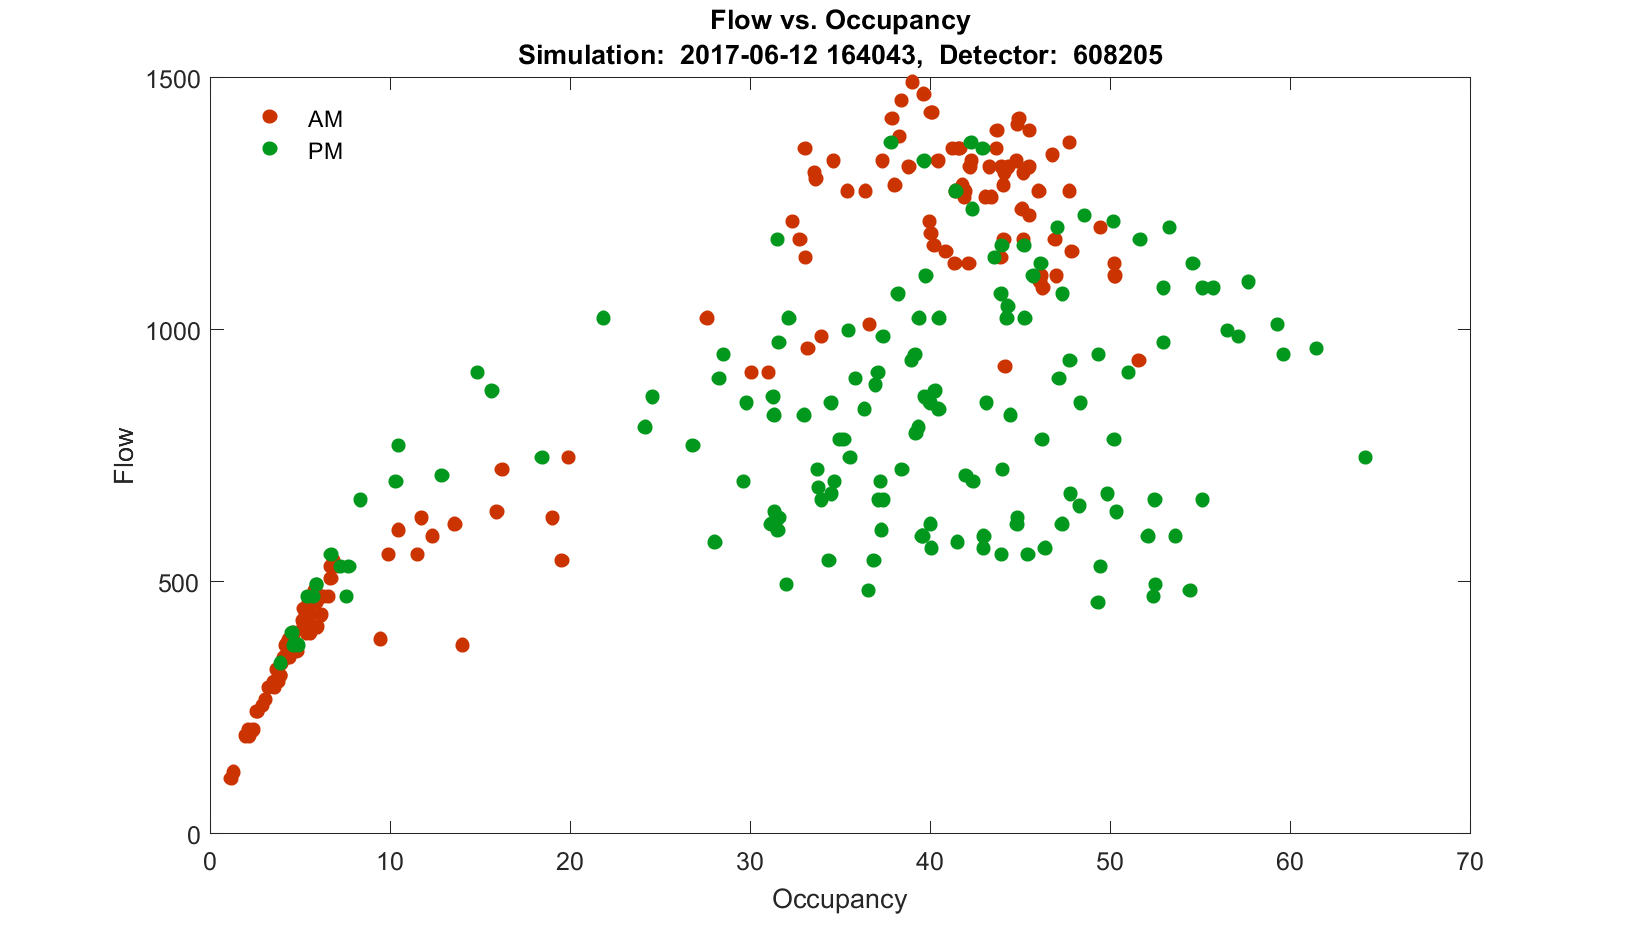 Flow vs. Occupancy
Simulation:  2017-06-12 164043,  Detector:  608205
AM
PM
1500
1000
500
0
Flow
0 10 20 30 40 50 60 70
Occupancy